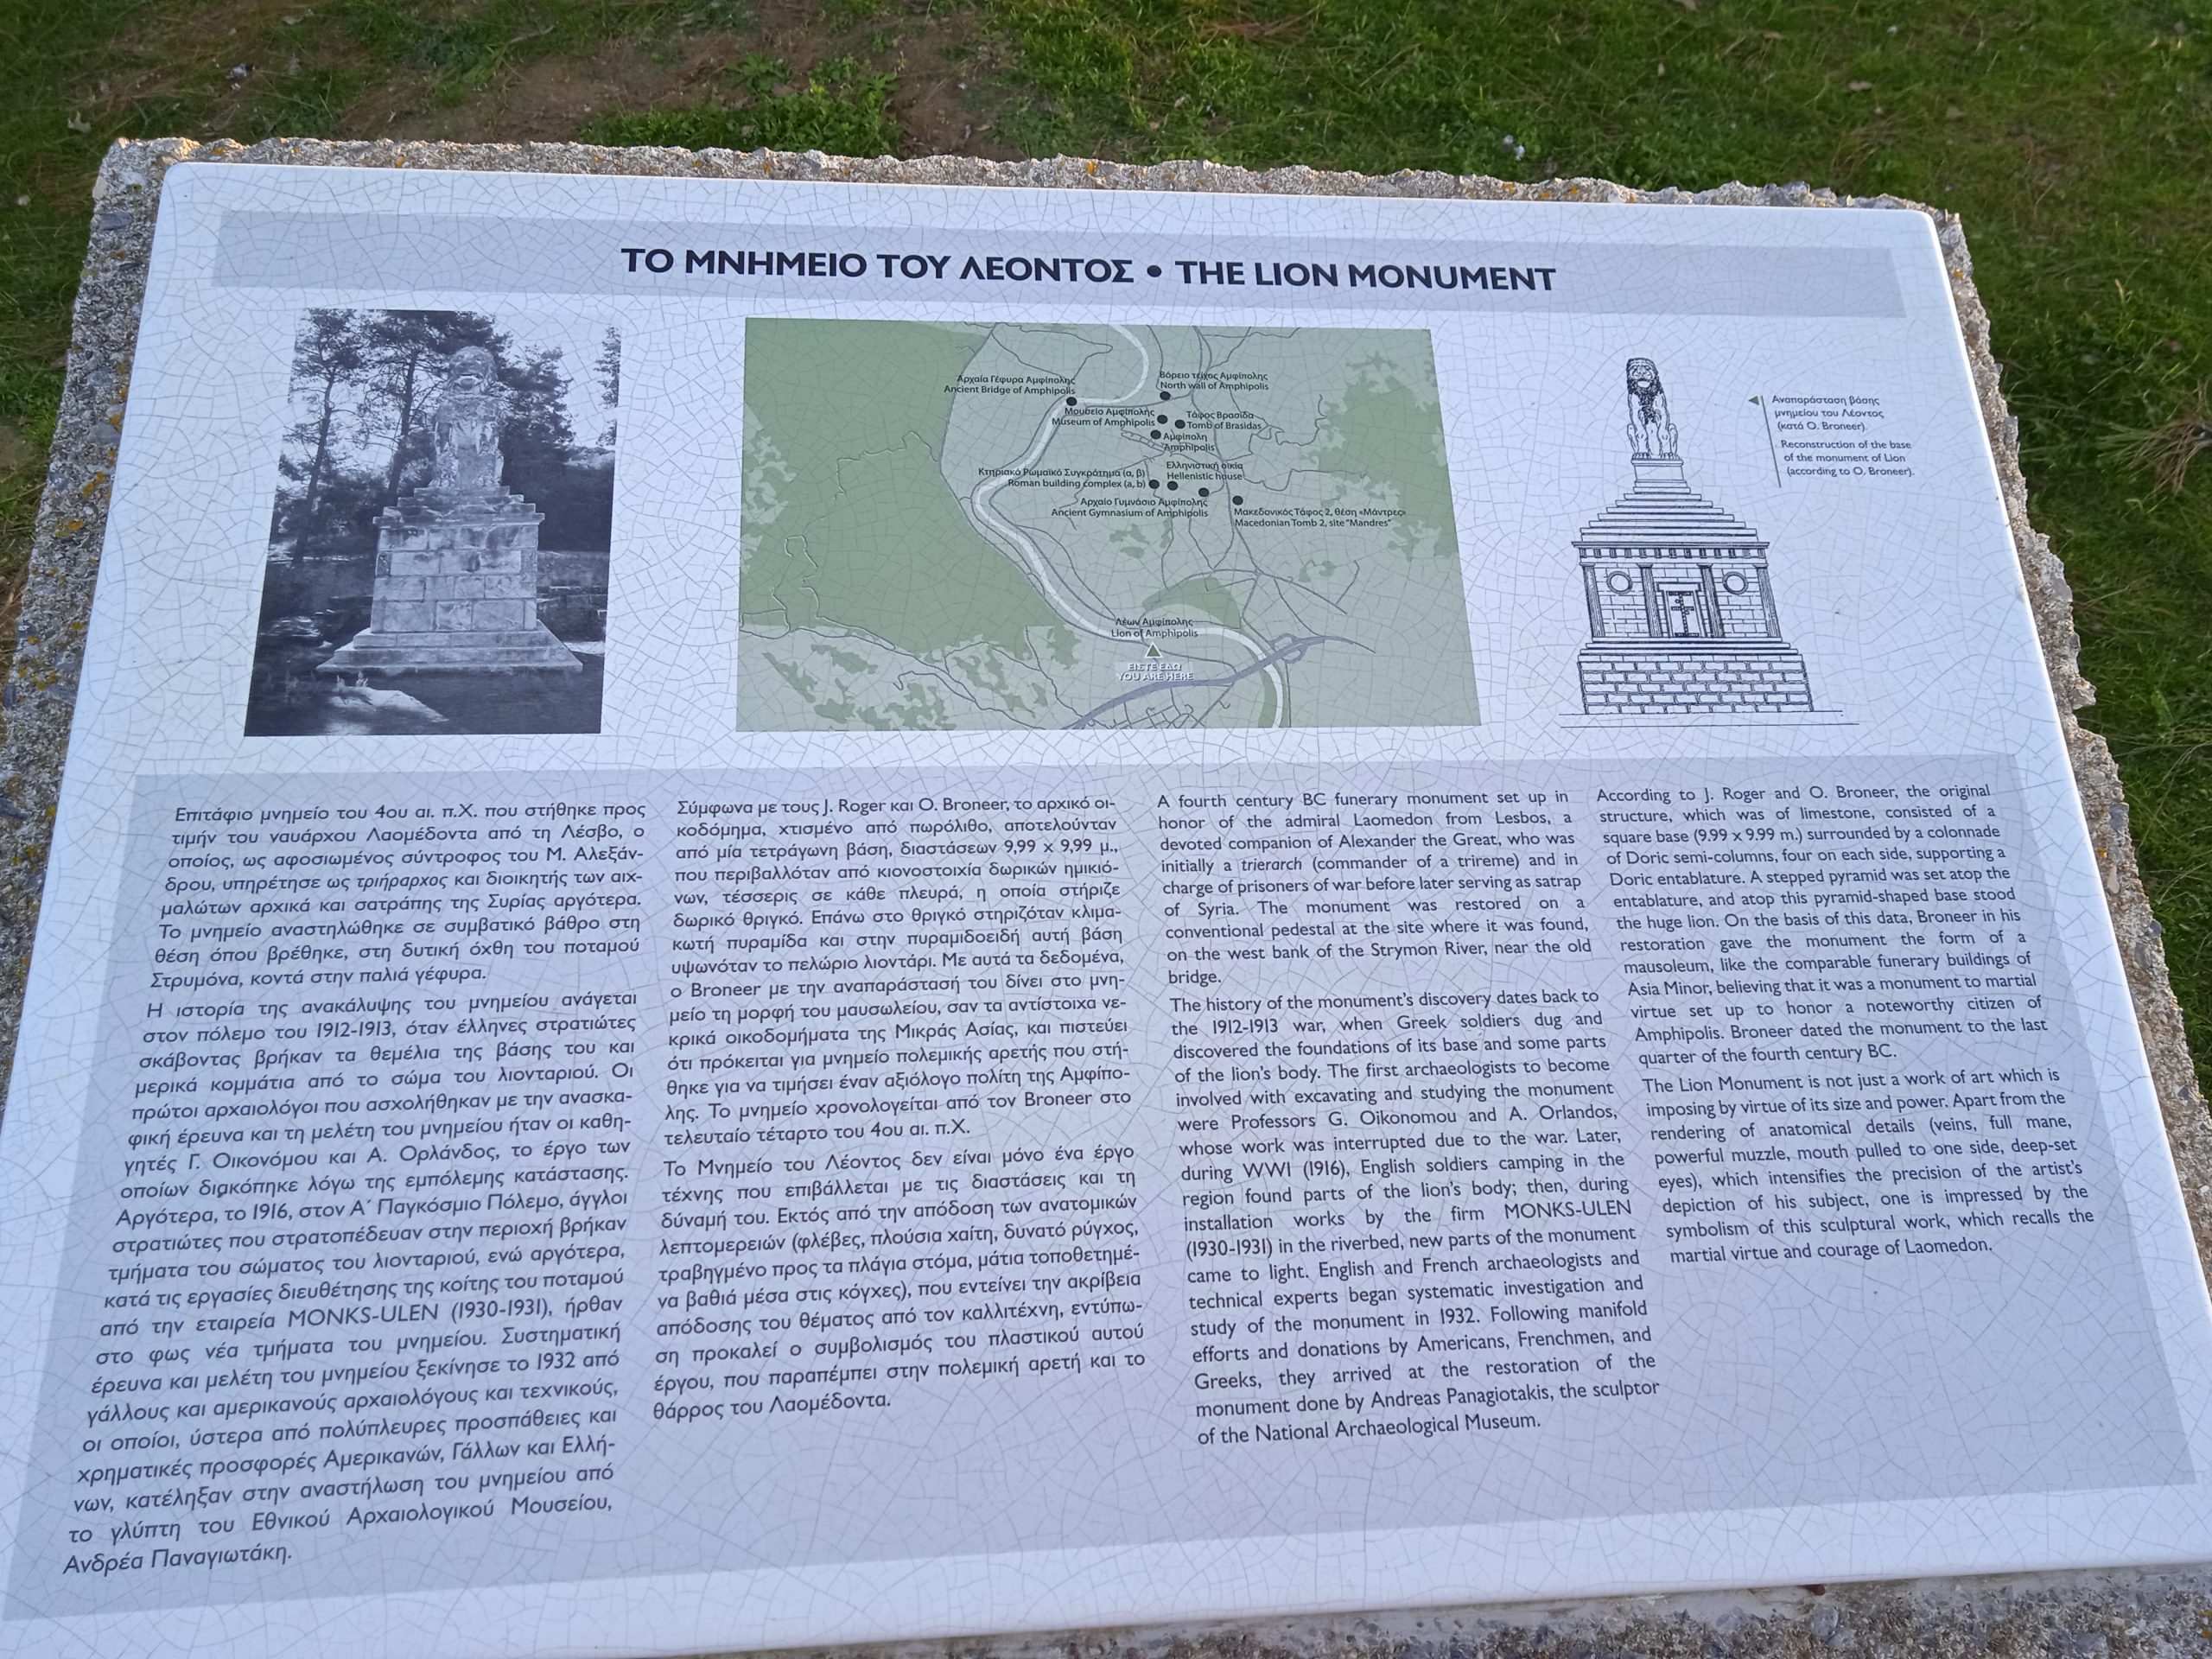 ΤΟ ΜΝΗΜΕΙΟ ΤΟΥ ΛΕΟΝΤΟΣ • THE LION MONUMENT
Αρχαία Γέφυρα Αμφίπολης
Ancient Bridge of Amphipolis
Βόρειο τείχος Αμφίπολης
North wall of Amphipolis
Μουσείο Αμφίπολης
Museum of Amphipolis
Τάφος Βρασίδα
Tomb of Brasidas
Αμφίπολη
Amphipolis
Κτηριακό Ρωμαϊκό Συγκρότημα (α, β)
Roman building complex (a, b)
Ελληνιστική οικία
Hellenistic house
Αρχαίο Γυμνάσιο Αμφίπολης
Ancient Gymnasium of Amphipolis
Μακεδονικός Τάφος 2, θέση «Μάντρες»
Macedonian Tomb 2, site "Mandres"
Λέων Αμφίπολης
Lion of Amphipolis
ΕΙΣΤΕ ΕΔΩ
YOU ARE HERE
Αναπαράσταση βάσης
μνημείου του Λέοντος
(κατά O. Broneer).
Reconstruction of the base
of the monument of Lion
(according to O. Broneer).
Επιτάφιο μνημείο του 4ου αι. π.Χ. που στήθηκε προς
τιμήν του ναυάρχου Λαομέδοντα από τη Λέσβο, ο
οποίος, ως αφοσιωμένος σύντροφος του Μ. Αλεξάν-
δρου, υπηρέτησε ως τριήραρχος και διοικητής των αιχ-
μαλώτων αρχικά και σατράπης της Συρίας αργότερα.
Το μνημείο αναστηλώθηκε σε συμβατικό βάθρο στη
θέση όπου βρέθηκε, στη δυτική όχθη του ποταμού
Στρυμόνα, κοντά στην παλιά γέφυρα.
Η ιστορία της ανακάλυψης του μνημείου ανάγεται
στον πόλεμο του 1912-1913, όταν έλληνες στρατιώτες
σκάβοντας βρήκαν τα θεμέλια της βάσης του και
μερικά κομμάτια από το σώμα του λιονταριού. Οι
πρώτοι αρχαιολόγοι που ασχολήθηκαν με την ανασκα-
φική έρευνα και τη μελέτη του μνημείου ήταν οι καθη-
γητές Γ. Οικονόμου και Α. Ορλάνδος, το έργο των
οποίων διακόπηκε λόγω της εμπόλεμης κατάστασης.
Αργότερα, το 1916, στον Α΄ Παγκόσμιο Πόλεμο, άγγλοι
στρατιώτες που στρατοπέδευαν στην περιοχή βρήκαν
τμήματα του σώματος του λιονταριού, ενώ αργότερα,
κατά τις εργασίες διευθέτησης της κοίτης του ποταμού
από την εταιρεία MONKS-ULEN (1930-1931), ήρθαν
στο φως νέα τμήματα του μνημείου. Συστηματική
έρευνα και μελέτη του μνημείου ξεκίνησε το 1932 από
γάλλους και αμερικανούς αρχαιολόγους και τεχνικούς,
οι οποίοι, ύστερα από πολύπλευρες προσπάθειες και
χρηματικές προσφορές Αμερικανών, Γάλλων και Ελλή-
νων, κατέληξαν στην αναστήλωση του μνημείου από
το γλύπτη του Εθνικού Αρχαιολογικού Μουσείου,
Ανδρέα Παναγιωτάκη.
Σύμφωνα με τους J. Roger και O. Broneer, το αρχικό οι-
κοδόμημα, χτισμένο από πωρόλιθο, αποτελούνταν
από μία τετράγωνη βάση, διαστάσεων 9,99 x 9,99 μ.,
που περιβαλλόταν από κιονοστοιχία δωρικών ημικιό-
νων, τέσσερις σε κάθε πλευρά, η οποία στήριζε
δωρικό θριγκό. Επάνω στο θριγκό στηριζόταν κλιμα-
κωτή πυραμίδα και στην πυραμιδοειδή αυτή βάση
υψωνόταν το πελώριο λιοντάρι. Με αυτά τα δεδομένα,
ο Broneer με την αναπαράστασή του δίνει στο μνη-
μείο τη μορφή του μαυσωλείου, σαν τα αντίστοιχα νε-
κρικά οικοδομήματα της Μικράς Ασίας, και πιστεύει
ότι πρόκειται για μνημείο πολεμικής αρετής που στή-
θηκε για να τιμήσει έναν αξιόλογο πολίτη της Αμφίπο-
λης. Το μνημείο χρονολογείται από τον Broneer στο
τελευταίο τέταρτο του 4ου αι. π.Χ.
Το Μνημείο του Λέοντος δεν είναι μόνο ένα έργο
τέχνης που επιβάλλεται με τις διαστάσεις και τη
δύναμή του. Εκτός από την απόδοση των ανατομικών
λεπτομερειών (φλέβες, πλούσια χαίτη, δυνατό ρύγχος,
τραβηγμένο προς τα πλάγια στόμα, μάτια τοποθετημέ-
να βαθιά μέσα στις κόγχες), που εντείνει την ακρίβεια
απόδοσης του θέματος από τον καλλιτέχνη, εντύπω-
ση προκαλεί ο συμβολισμός του πλαστικού αυτού
έργου, που παραπέμπει στην πολεμική αρετή και το
θάρρος του Λαομέδοντα.
A fourth century BC funerary monument set up in
honor of the admiral Laomedon from Lesbos, a
devoted companion of Alexander the Great, who was
initially a trierarch (commander of a trireme) and in
charge of prisoners of war before later serving as satrap
of Syria. The monument was restored on a
conventional pedestal at the site where it was found,
on the west bank of the Strymon River, near the old
bridge.
The history of the monument's discovery dates back to
the 1912-1913 war, when Greek soldiers dug and
discovered the foundations of its base and some parts
of the lion's body. The first archaeologists to become
involved with excavating and studying the monument
were Professors G. Oikonomou and A. Orlandos,
whose work was interrupted due to the war. Later,
during WWI (1916), English soldiers camping in the
region found parts of the lion's body; then, during
installation works by the firm MONKS-ULEN
(1930-1931) in the riverbed, new parts of the monument
came to light. English and French archaeologists and
technical experts began systematic investigation and
study of the monument in 1932. Following manifold
efforts and donations by Americans, Frenchmen, and
Greeks, they arrived at the restoration of the
monument done by Andreas Panagiotakis, the sculptor
of the National Archaeological Museum.
According to J. Roger and O. Broneer, the original
structure, which was of limestone, consisted of a
square base (9.99 x 9.99 m.) surrounded by a colonnade
of Doric semi-columns, four on each side, supporting a
Doric entablature. A stepped pyramid was set atop the
entablature, and atop this pyramid-shaped base stood
the huge lion. On the basis of this data, Broneer in his
restoration gave the monument the form of a
mausoleum, like the comparable funerary buildings of
Asia Minor, believing that it was a monument to martial
virtue set up to honor a noteworthy citizen of
Amphipolis. Broneer dated the monument to the last
quarter of the fourth century BC.
The Lion Monument is not just a work of art which is
imposing by virtue of its size and power. Apart from the
rendering of anatomical details (veins, full mane,
powerful muzzle, mouth pulled to one side, deep-set
eyes), which intensifies the precision of the artist's
depiction of his subject, one is impressed by the
symbolism of this sculptural work, which recalls the
martial virtue and courage of Laomedon.